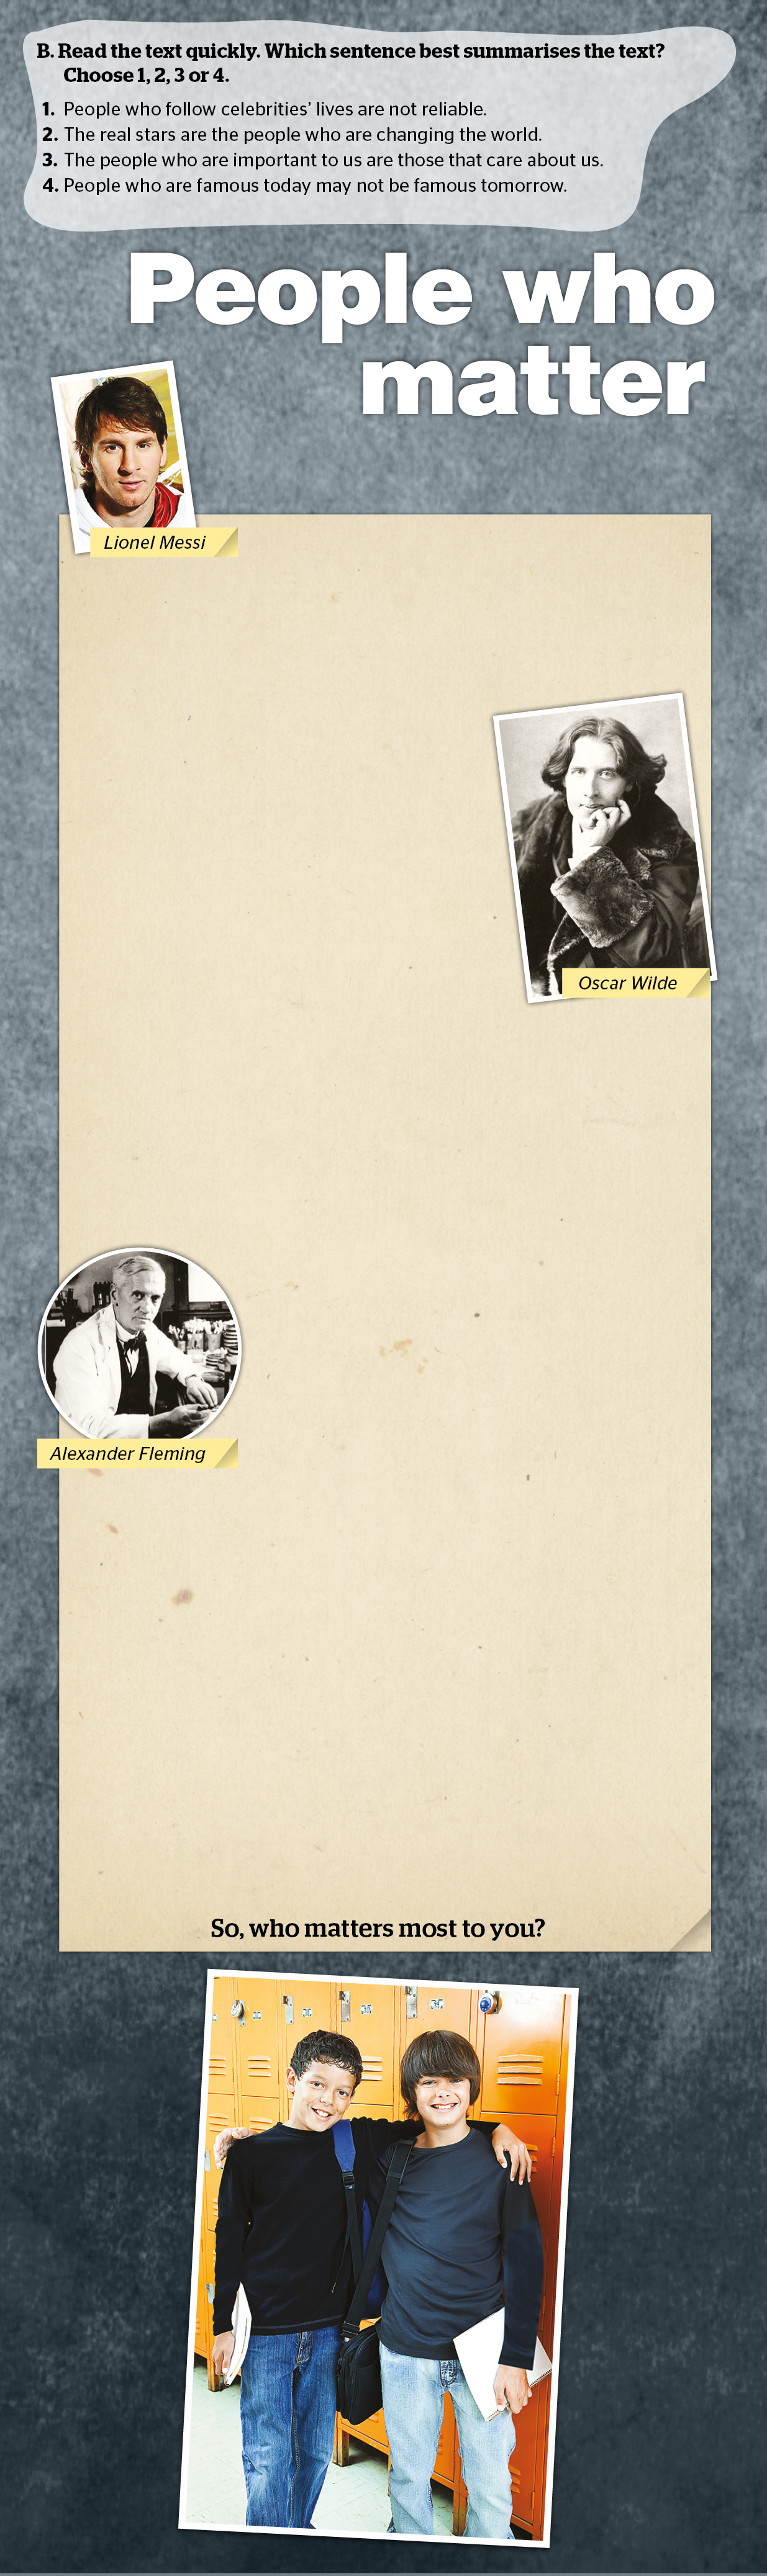 B. Read the text quickly. Which sentence best summarises the text?
Choose 1, 2, 3 or 4.
1. People who follow celebrities’ lives are not reliable.
2. The real stars are the people who are changing the world.
3. The people who are important to us are those that care about us.
4. People who are famous today may not be famous tomorrow.
People who
matter
Lionel Messi
Oscar Wilde
Alexander Fleming
So, who matters most to you?